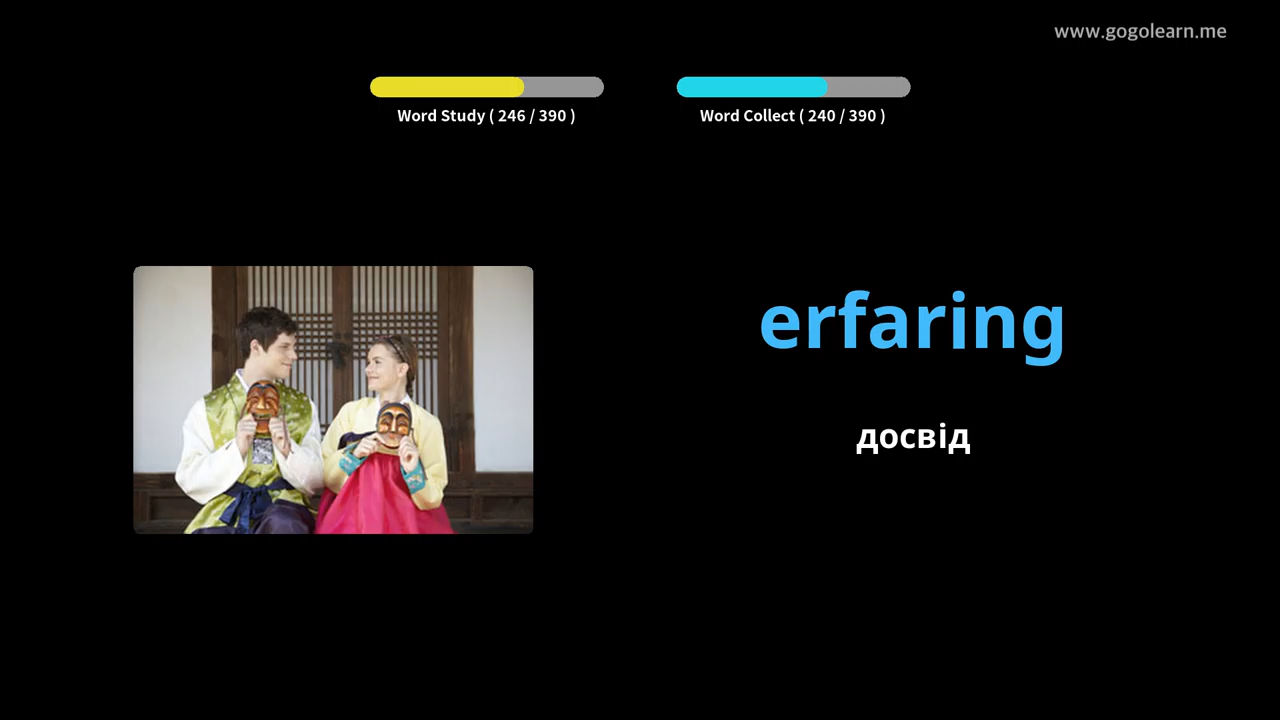 www.gogolearn.me
Word Study ( 246 / 390 )
Word Collect ( 240 / 390 )
erfaring
досвід